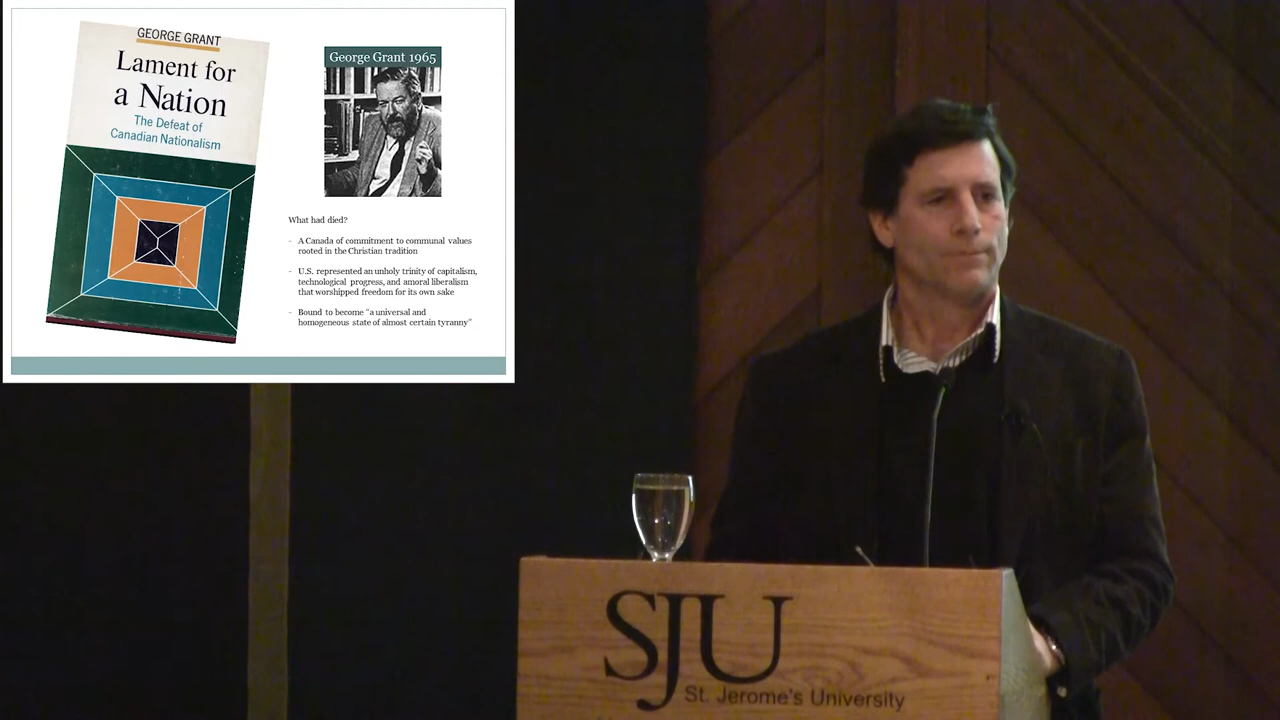 GEORGE GRANT
Lament for
a Nation
The Defeat of
Canadian Nationalism
George Grant 1965
What had died?
- A Canada of commitment to communal values
rooted in the Christian tradition
- U.S. represented an unholy trinity of capitalism,
technological progress, and amoral liberalism
that worshipped freedom for its own sake
- Bound to become "a universal and
homogeneous state of almost certain tyranny"
SJU
St. Jerome's University